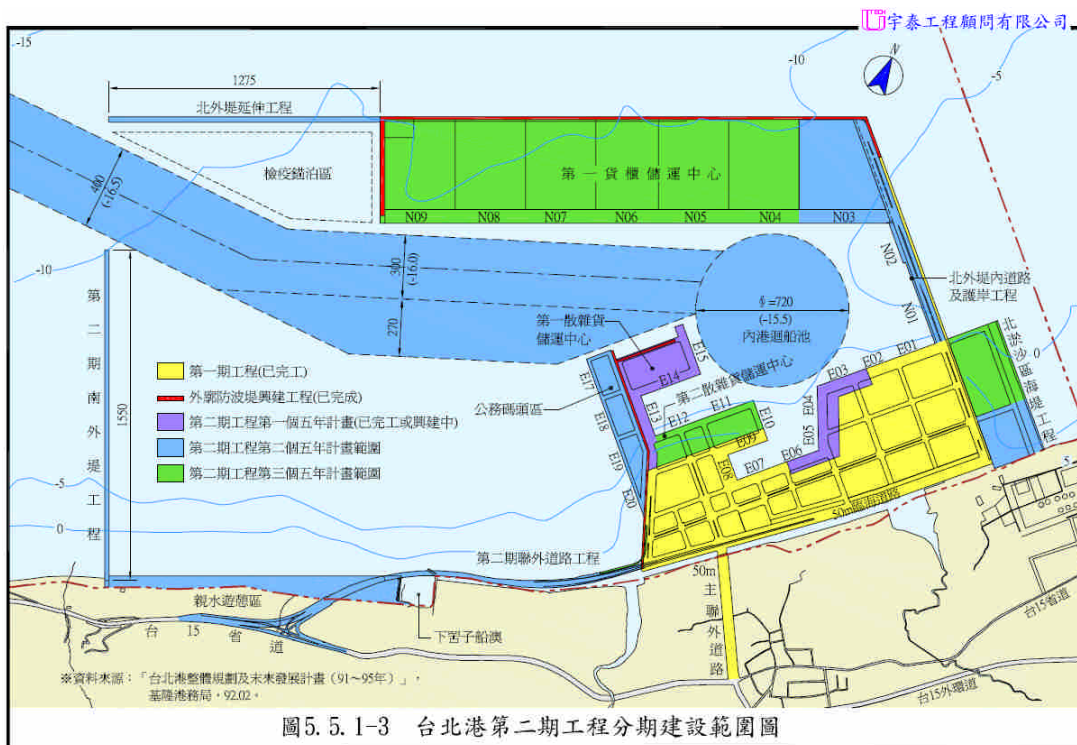 宇泰工程顧問有限公司
-15
-10
-5
N
1275
北外堤延伸工程
檢疫錨泊區
第一貨櫃儲運中心
400
(-16.5)
N09
N08
N07
N06
N05
N04
N03
N02
N01
北外堤內道路
及護岸工程
300
(-16.0)
270
∮=720
(-15.5)
內港迴船池
-10
第二期南外堤工程
1550
第一散雜貨
儲運中心
第二散雜貨儲運中心
公務碼頭區
E17
E18
E19
E20
E14
E15
E13
E12
E11
E10
E09
E08
E07
E06
E05
E04
E03
E02
E01
北淤沙區海堤工程
0
5
第一期工程(已完工)
外廓防波堤興建工程(已完成)
第二期工程第一個五年計畫(已完工或興建中)
第二期工程第二個五年計畫範圍
第二期工程第三個五年計畫範圍
-5
0
50m臨海道路
第二期聯外道路工程
50m
主聯外道路
親水遊憩區
台15省道
下罟子船澳
台15省道
台15外環道
※資料來源：「台北港整體規劃及未來發展計畫（91~95年）」，
基隆港務局，92.02。
圖5.5.1-3 台北港第二期工程分期建設範圍圖